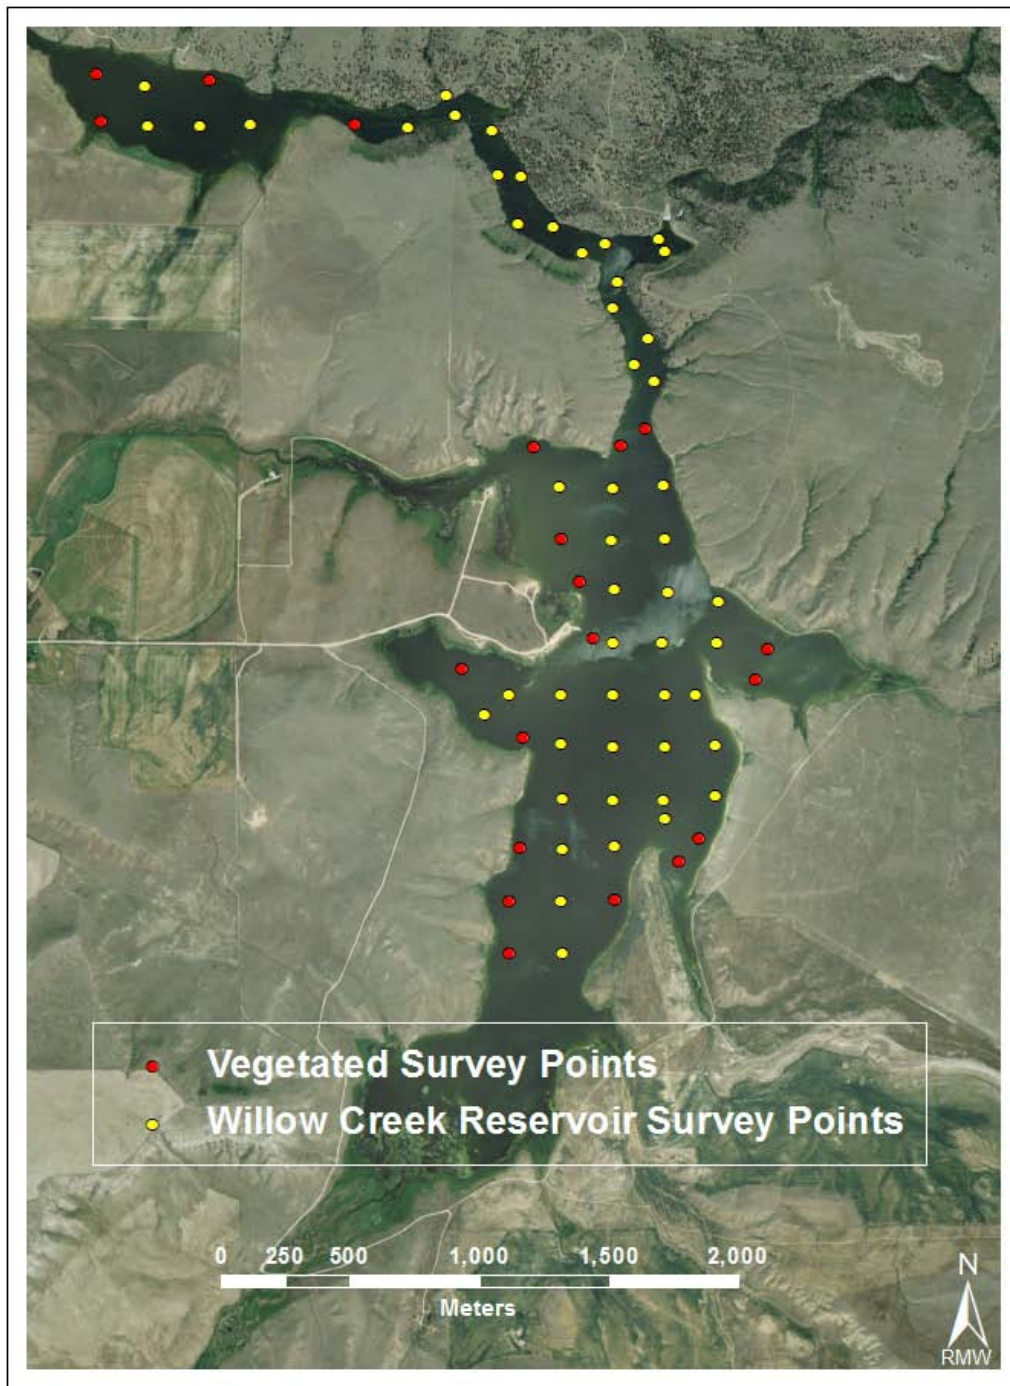 Vegetated Survey Points
Willow Creek Reservoir Survey Points
0 250 500 1,000 1,500 2,000
Meters
N
RMW